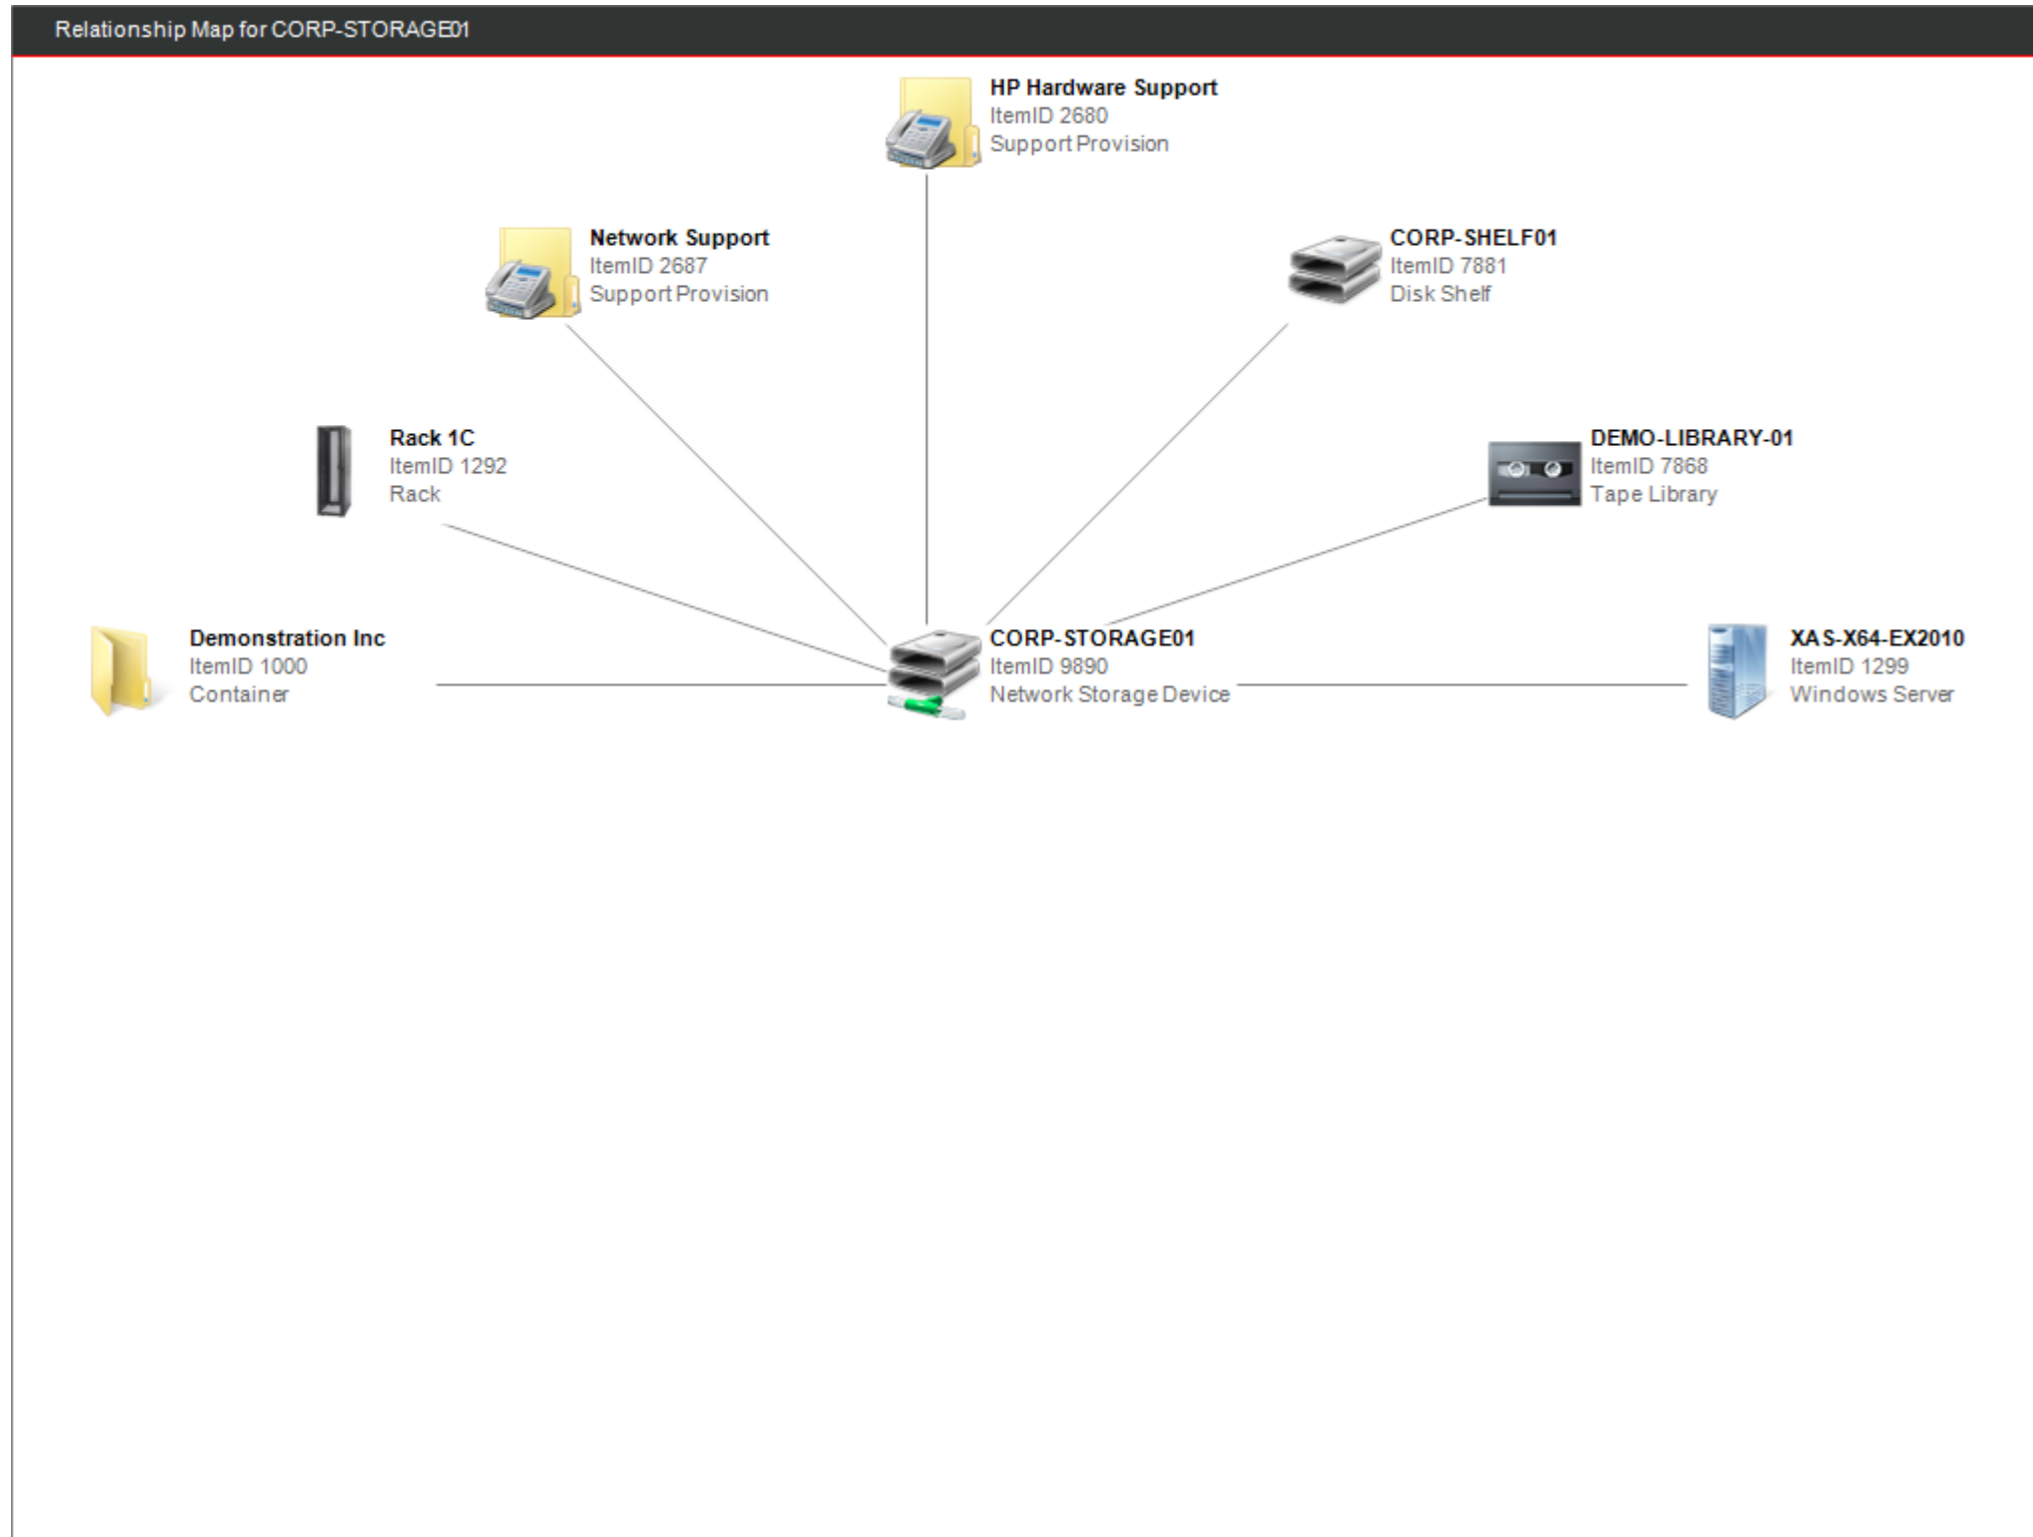 Relationship Map for CORP-STORAGE01
HP Hardware Support
ItemID 2680
Support Provision
Network Support
ItemID 2687
Support Provision
CORP-SHELF01
ItemID 7881
Disk Shelf
Rack 1C
ItemID 1292
Rack
DEMO-LIBRARY-01
ItemID 7868
Tape Library
Demonstration Inc
ItemID 1000
Container
CORP-STORAGE01
ItemID 9890
Network Storage Device
XAS-X64-EX2010
ItemID 1299
Windows Server